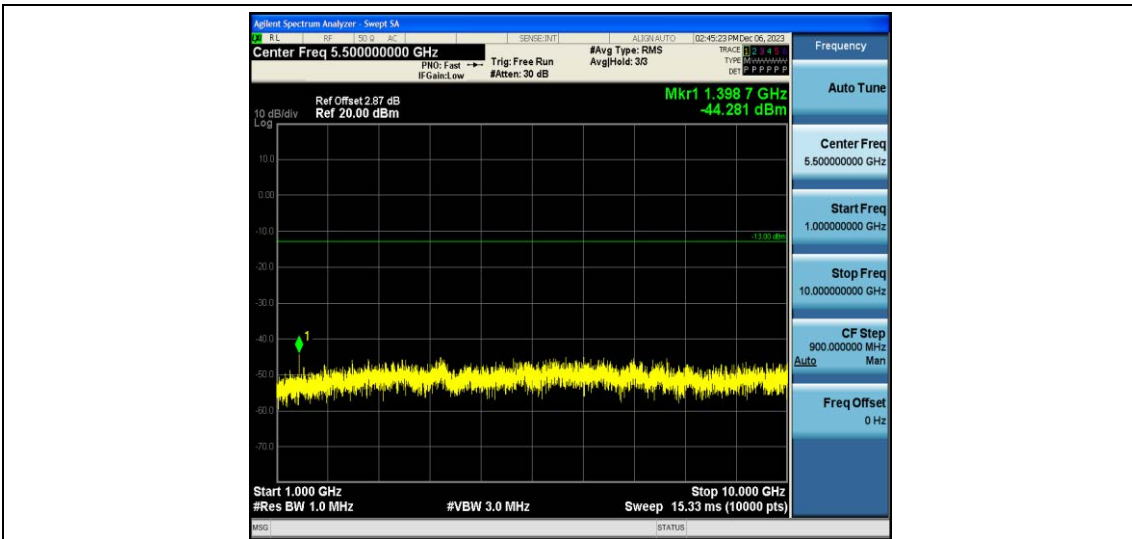 Agilent Spectrum Analyzer - Swept SA
RL RF 50 Ω AC SENSE:INT ALIGN AUTO 02:45:23 PM Dec 06, 2023
Center Freq 5.500000000 GHz
#Avg Type: RMS
TRACE 1 2 3 4 5 6
PNO: Fast
Trig: Free Run
Avg|Hold: 3/3
TYPE MWWWWW
IFGain:Low
#Atten: 30 dB
DET P P P P P P
Mkr1 1.398 7 GHz
-44.281 dBm
Ref Offset 2.87 dB
10 dB/div Ref 20.00 dBm
Log
10.0
0.00
-10.0
-13.00 dBm
-20.0
-30.0
-40.0
1
-50.0
-60.0
-70.0
Start 1.000 GHz Stop 10.000 GHz
#Res BW 1.0 MHz #VBW 3.0 MHz Sweep 15.33 ms (10000 pts)
MSG STATUS
Frequency
Auto Tune
Center Freq
5.500000000 GHz
Start Freq
1.000000000 GHz
Stop Freq
10.000000000 GHz
CF Step
900.000000 MHz
Auto Man
Freq Offset
0 Hz